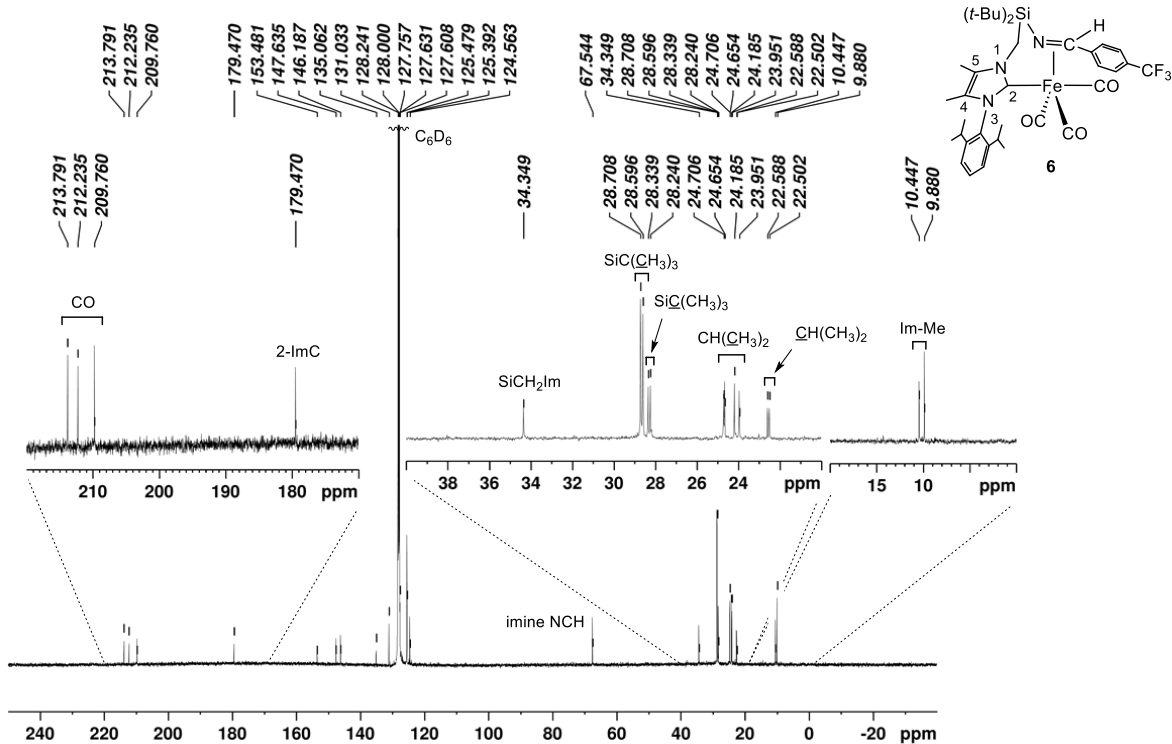 213.791
212.235
209.760
179.470
153.481
147.635
146.187
135.062
131.033
128.241
128.000
127.757
127.631
127.608
125.479
125.392
124.563
67.544
34.349
28.708
28.596
28.339
28.240
24.706
24.654
24.185
23.951
22.588
22.502
10.447
9.880
(t-Bu)2Si
N C H
CF3
1
5
N
2 Fe CO
4 N
3
OC
CO
6
C6D6
213.791
212.235
209.760
179.470
34.349
28.708
28.596
28.339
28.240
24.706
24.654
24.185
23.951
22.588
22.502
10.447
9.880
CO
2-ImC
SiCH2Im
SiC(CH3)3
SiC(CH3)3
CH(CH3)2
CH(CH3)2
Im-Me
210 200 190 180 ppm
38 36 34 32 30 28 26 24 ppm
15 10 ppm
imine NCH
240 220 200 180 160 140 120 100 80 60 40 20 0 -20 ppm